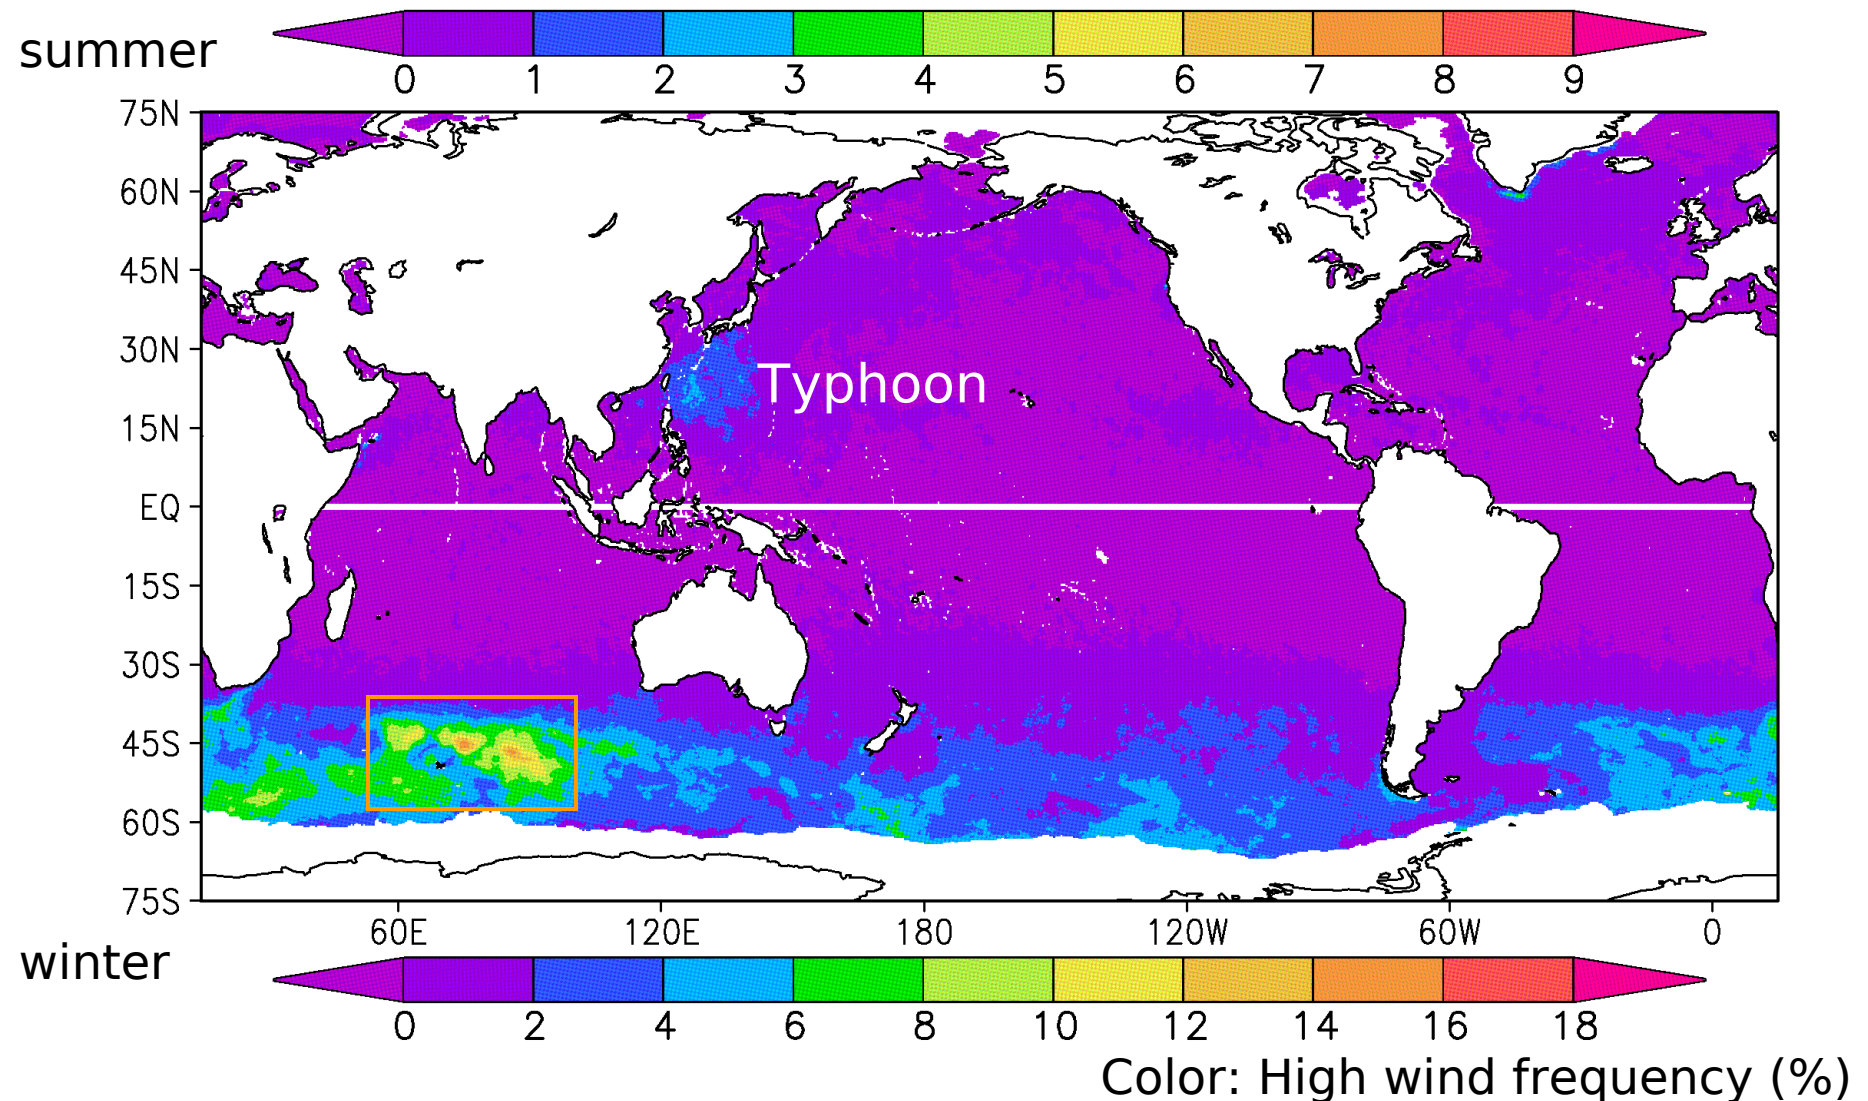 summer
0 1 2 3 4 5 6 7 8 9
75N
60N
45N
30N
Typhoon
15N
EQ
15S
30S
45S
60S
75S
60E 120E 180 120W 60W 0
winter
0 2 4 6 8 10 12 14 16 18
Color: High wind frequency (%)